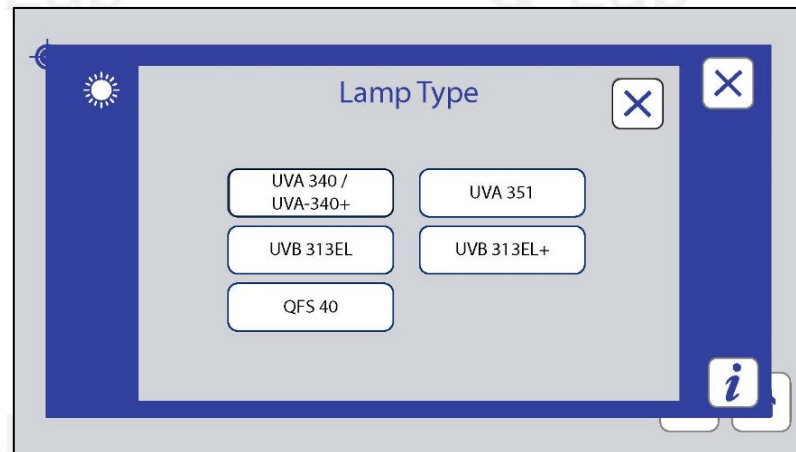 Lamp Type
UVA 340 /
UVA-340+
UVA 351
UVB 313EL
UVB 313EL+
QFS 40
i